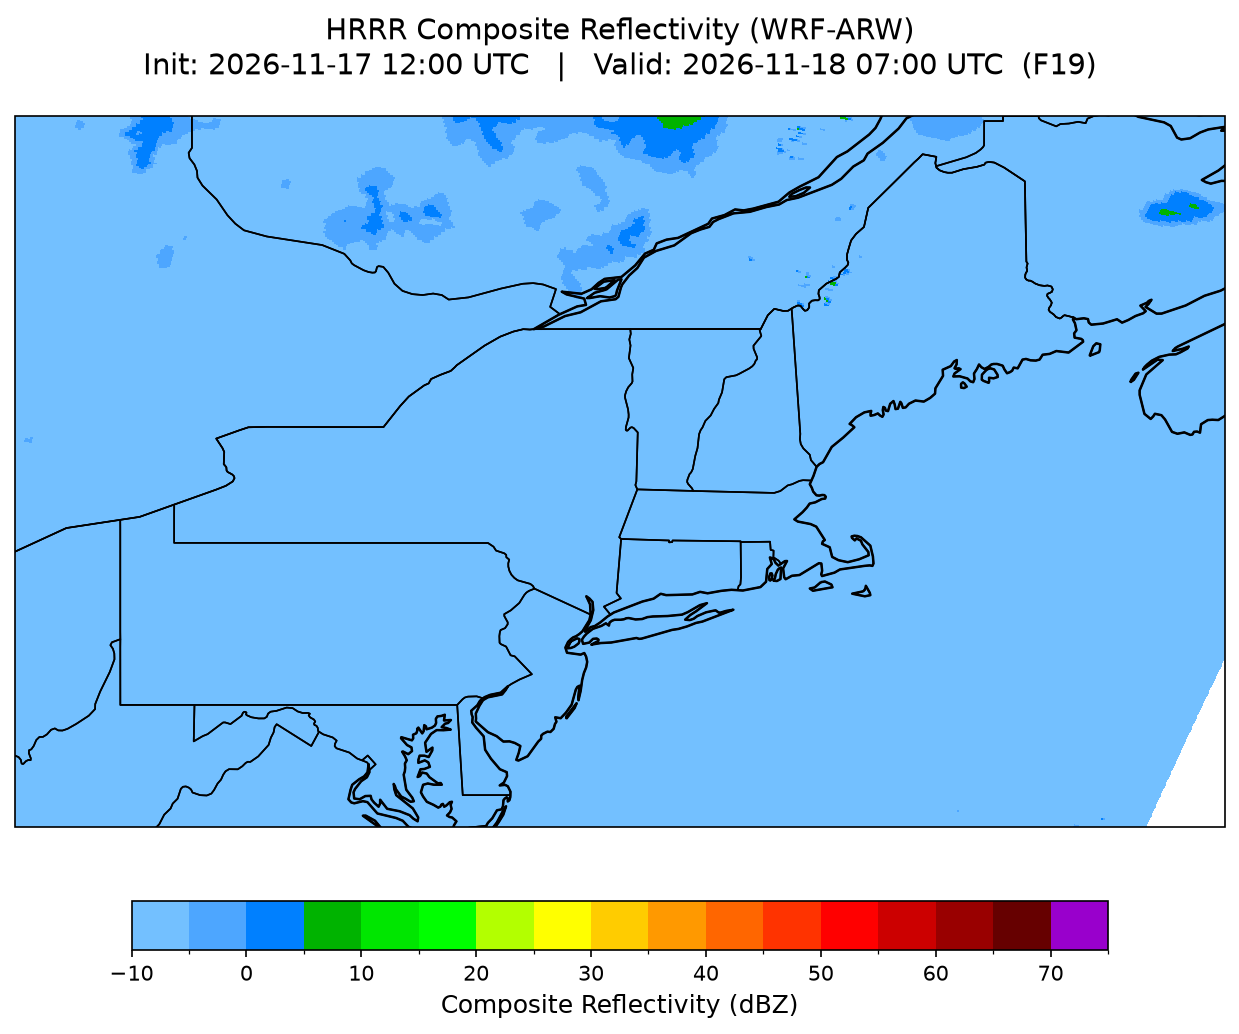 HRRR Composite Reflectivity (WRF-ARW)
Init: 2026-11-17 12:00 UTC   |   Valid: 2026-11-18 07:00 UTC  (F19)
−10 0 10 20 30 40 50 60 70
Composite Reflectivity (dBZ)